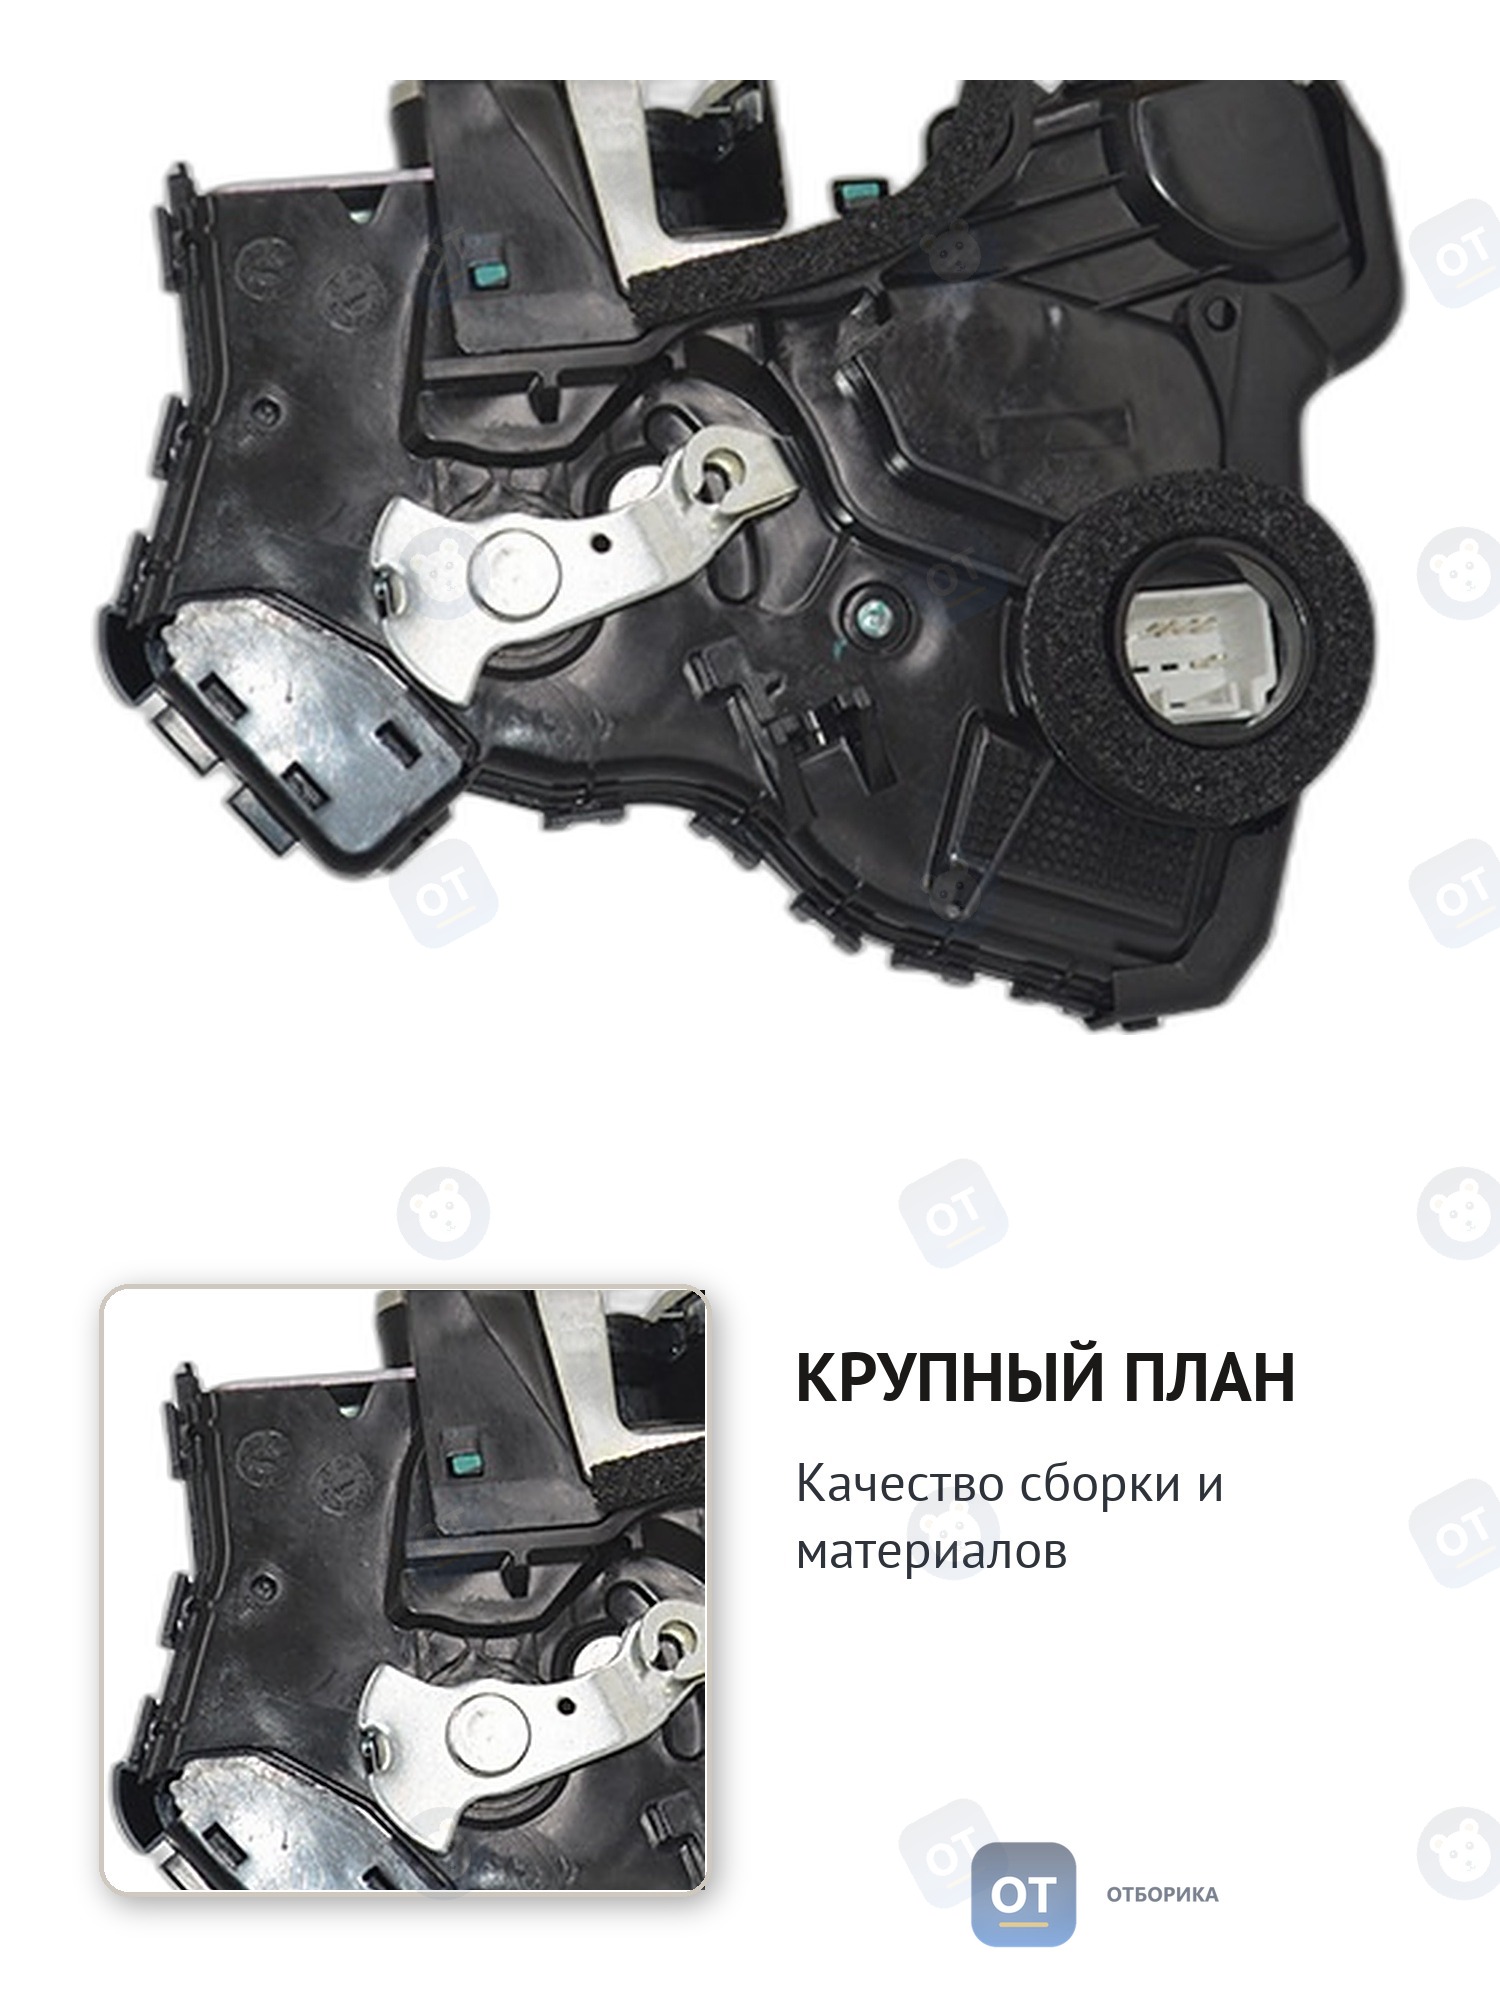 КРУПНЫЙ ПЛАН
Качество сборки и
материалов
ОТ
ОТБОРИКА